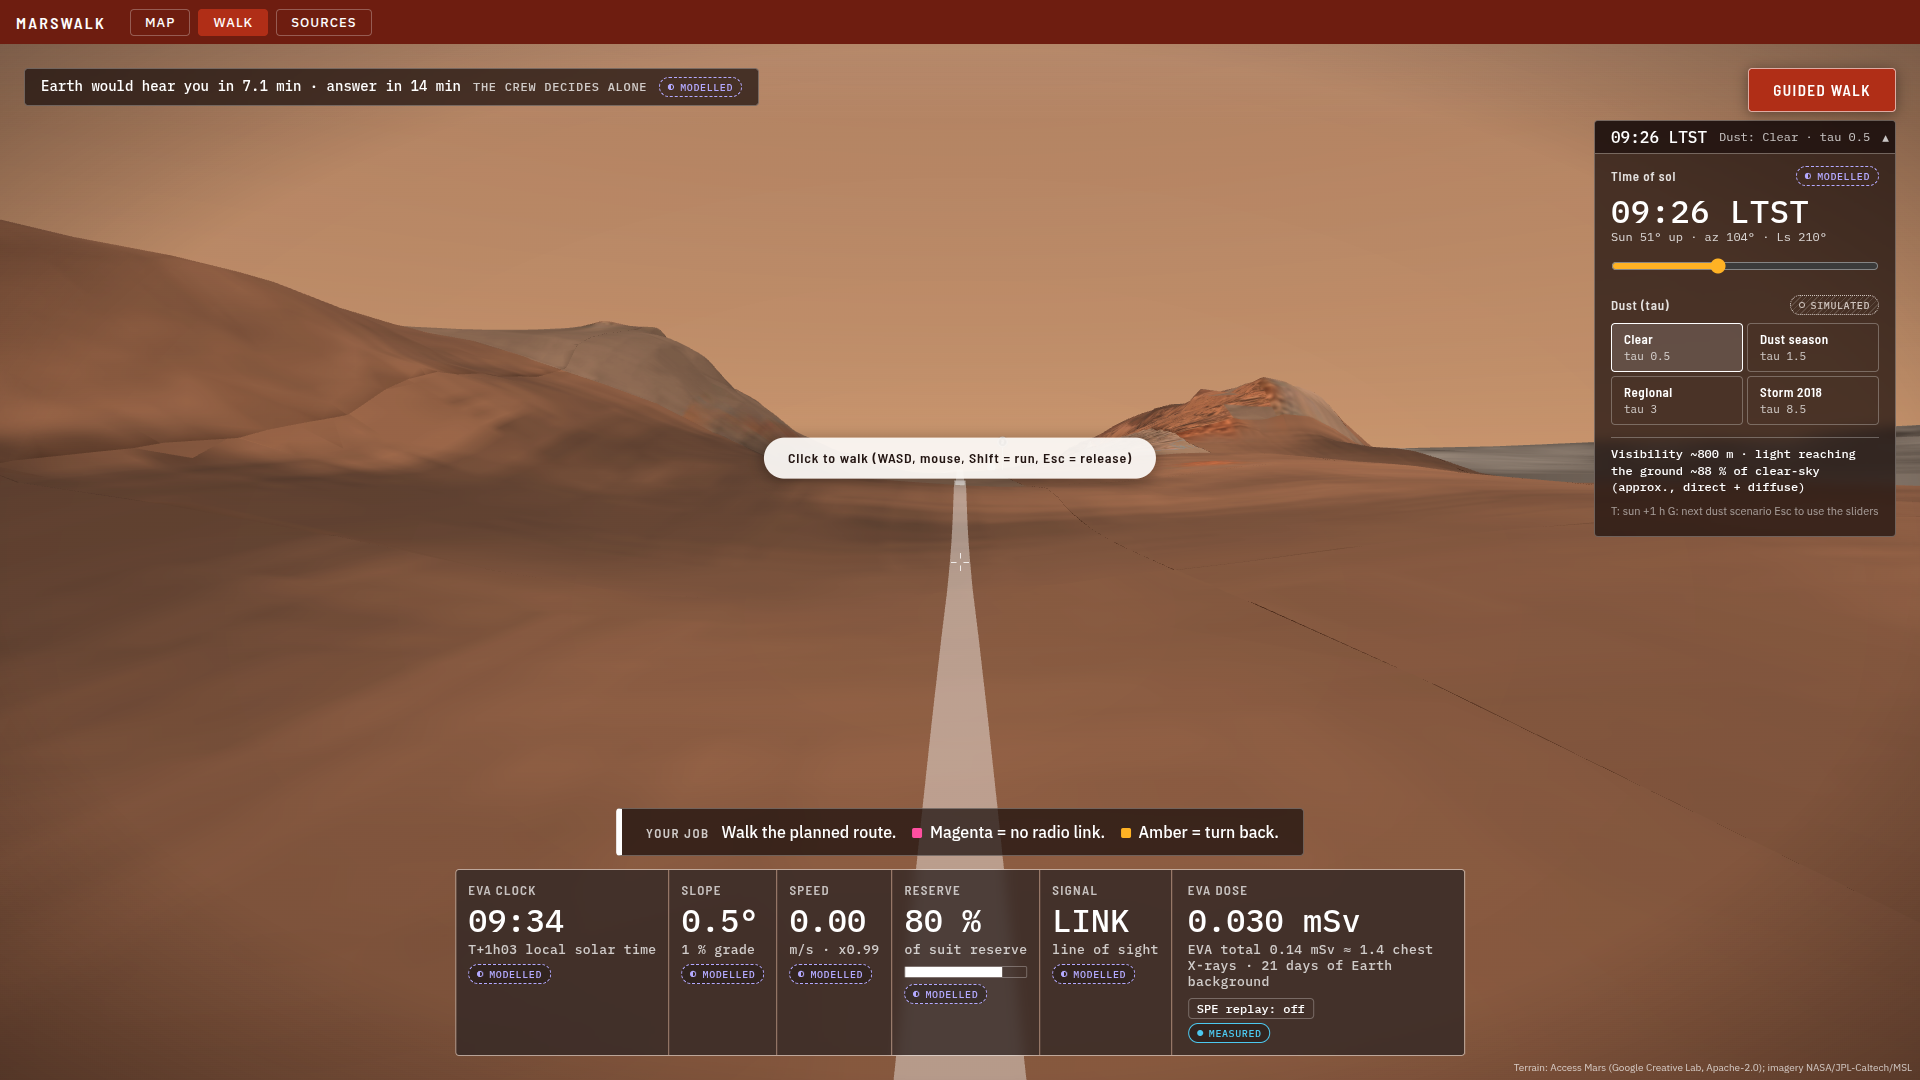 MARSWALK
MAP
WALK
SOURCES
Earth would hear you in 7.1 min · answer in 14 min THE CREW DECIDES ALONE MODELLED
GUIDED WALK
09:26 LTST Dust: Clear · tau 0.5 ▲
Time of sol MODELLED
09:26 LTST
Sun 51° up · az 104° · Ls 210°
Dust (tau) SIMULATED
Clear
tau 0.5
Dust season
tau 1.5
Regional
tau 3
Storm 2018
tau 8.5
Visibility ~800 m · light reaching
the ground ~88 % of clear-sky
(approx., direct + diffuse)
T: sun +1 h G: next dust scenario Esc to use the sliders
Click to walk (WASD, mouse, Shift = run, Esc = release)
YOUR JOB Walk the planned route. Magenta = no radio link. Amber = turn back.
EVA CLOCK
09:34
T+1h03 local solar time
MODELLED
SLOPE
0.5°
1 % grade
MODELLED
SPEED
0.00
m/s · x0.99
MODELLED
RESERVE
80 %
of suit reserve
MODELLED
SIGNAL
LINK
line of sight
MODELLED
EVA DOSE
0.030 mSv
EVA total 0.14 mSv ≈ 1.4 chest
X-rays · 21 days of Earth
background
SPE replay: off
MEASURED
Terrain: Access Mars (Google Creative Lab, Apache-2.0); imagery NASA/JPL-Caltech/MSL